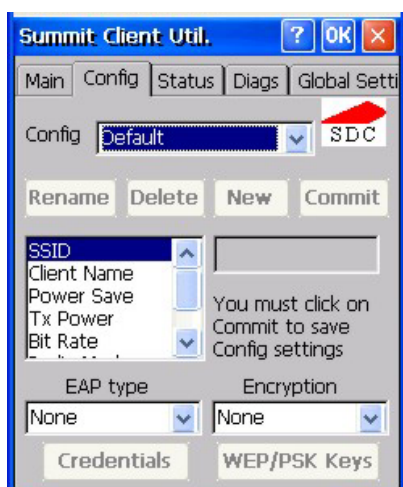 Summit Client Util. ? OK
Main Config Status Diags Global Setti
Config Default SDC
Rename Delete New Commit
SSID
Client Name
Power Save
Tx Power
Bit Rate
You must click on
Commit to save
Config settings
EAP type Encryption
None None
Credentials WEP/PSK Keys